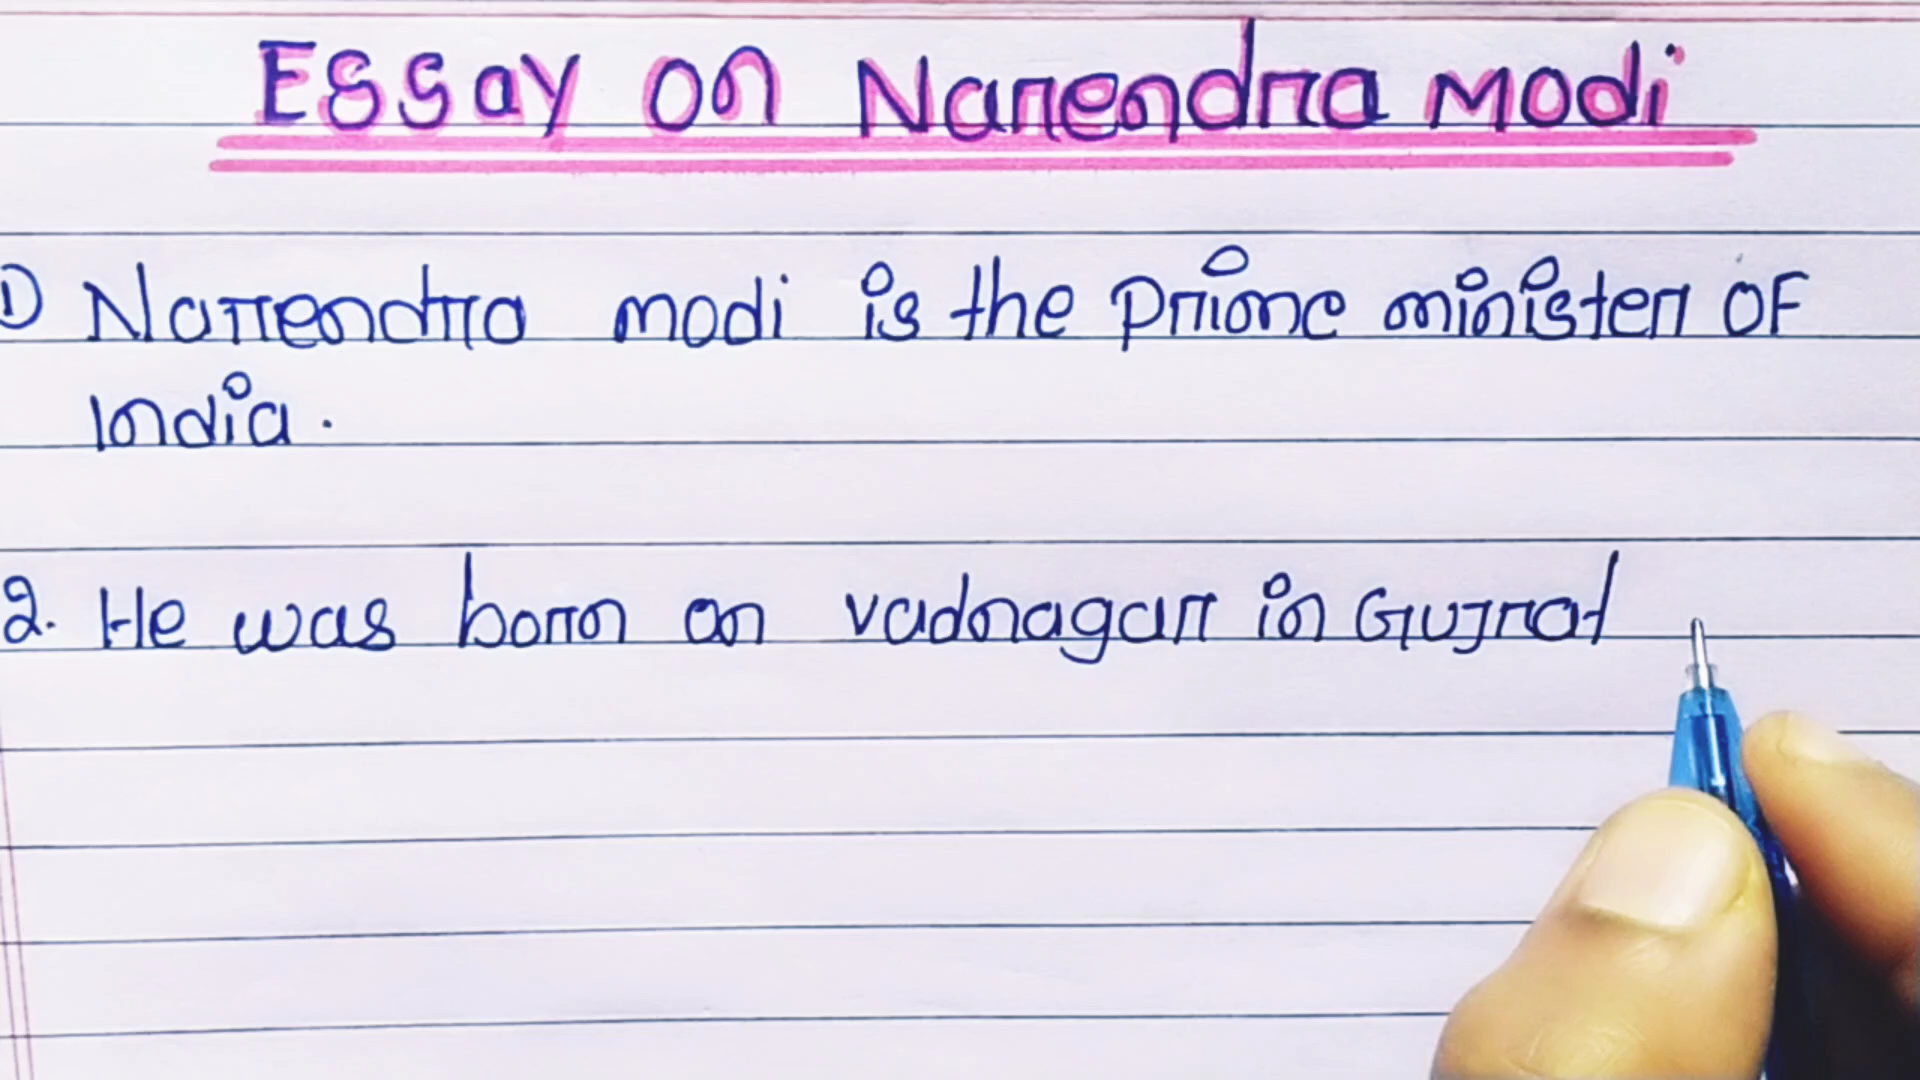 Essay on Narendra Modi
1) Narendra modi is the Prime minister OF
India.
2. He was born on vadnagar in Gujrat